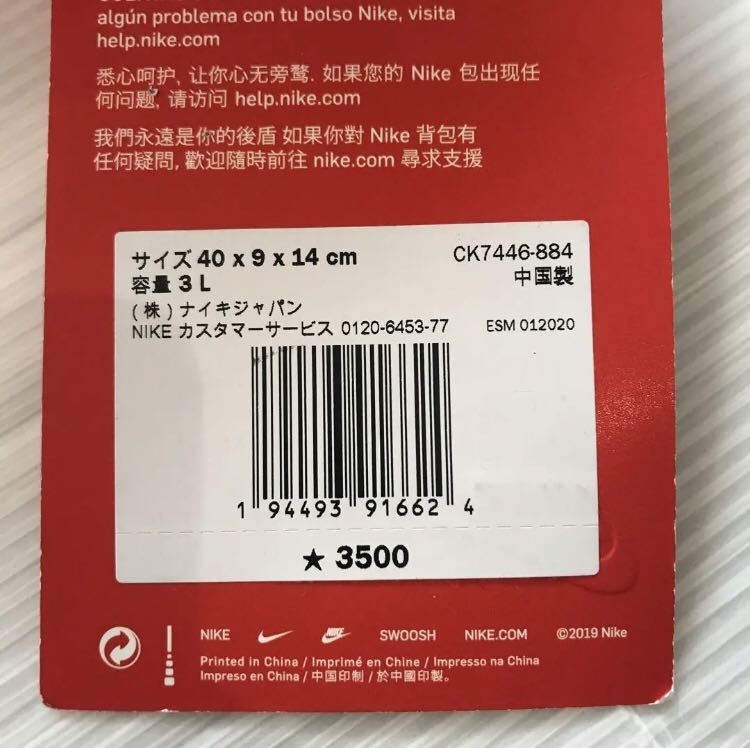 algún problema con tu bolso Nike, visita
help.nike.com
悉心呵护, 让你心无旁鹜. 如果您的 Nike 包出现任
何问题, 请访问 help.nike.com
我們永遠是你的後盾 如果你對 Nike 背包有
任何疑問, 歡迎隨時前往 nike.com 尋求支援
サイズ 40 x 9 x 14 cm
CK7446-884
容量 3 L
中国製
(株) ナイキジャパン
NIKE カスタマーサービス 0120-6453-77
ESM 012020
1 94493 91662 4
★ 3500
NIKE SWOOSH NIKE.COM ©2019 Nike
Printed in China / Imprimé en Chine / Impresso na China
Impreso en China / 中国印制 / 於中國印製。